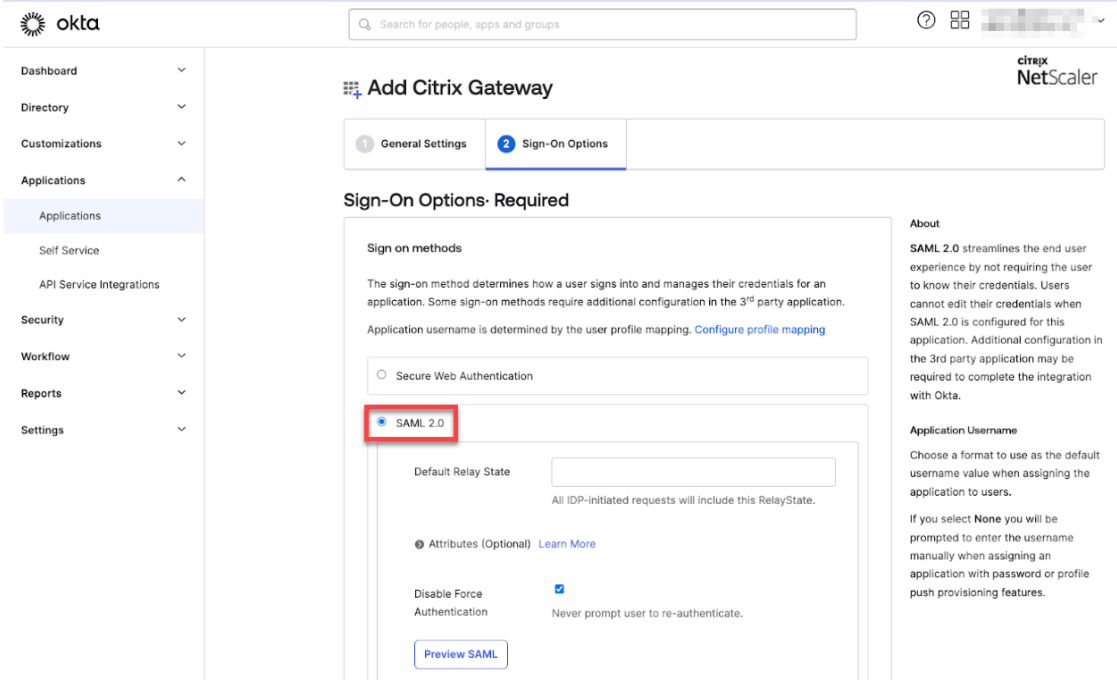 okta
Search for people, apps and groups
Dashboard
Directory
Customizations
Applications
Applications
Self Service
API Service Integrations
Security
Workflow
Reports
Settings
Add Citrix Gateway
citrix
NetScaler
1 General Settings
2 Sign-On Options
Sign-On Options· Required
Sign on methods
The sign-on method determines how a user signs into and manages their credentials for an
application. Some sign-on methods require additional configuration in the 3rd party application.
Application username is determined by the user profile mapping. Configure profile mapping
Secure Web Authentication
SAML 2.0
Default Relay State
All IDP-initiated requests will include this RelayState.
Attributes (Optional) Learn More
Disable Force
Authentication
Never prompt user to re-authenticate.
Preview SAML
About
SAML 2.0 streamlines the end user
experience by not requiring the user
to know their credentials. Users
cannot edit their credentials when
SAML 2.0 is configured for this
application. Additional configuration in
the 3rd party application may be
required to complete the integration
with Okta.
Application Username
Choose a format to use as the default
username value when assigning the
application to users.
If you select None you will be
prompted to enter the username
manually when assigning an
application with password or profile
push provisioning features.